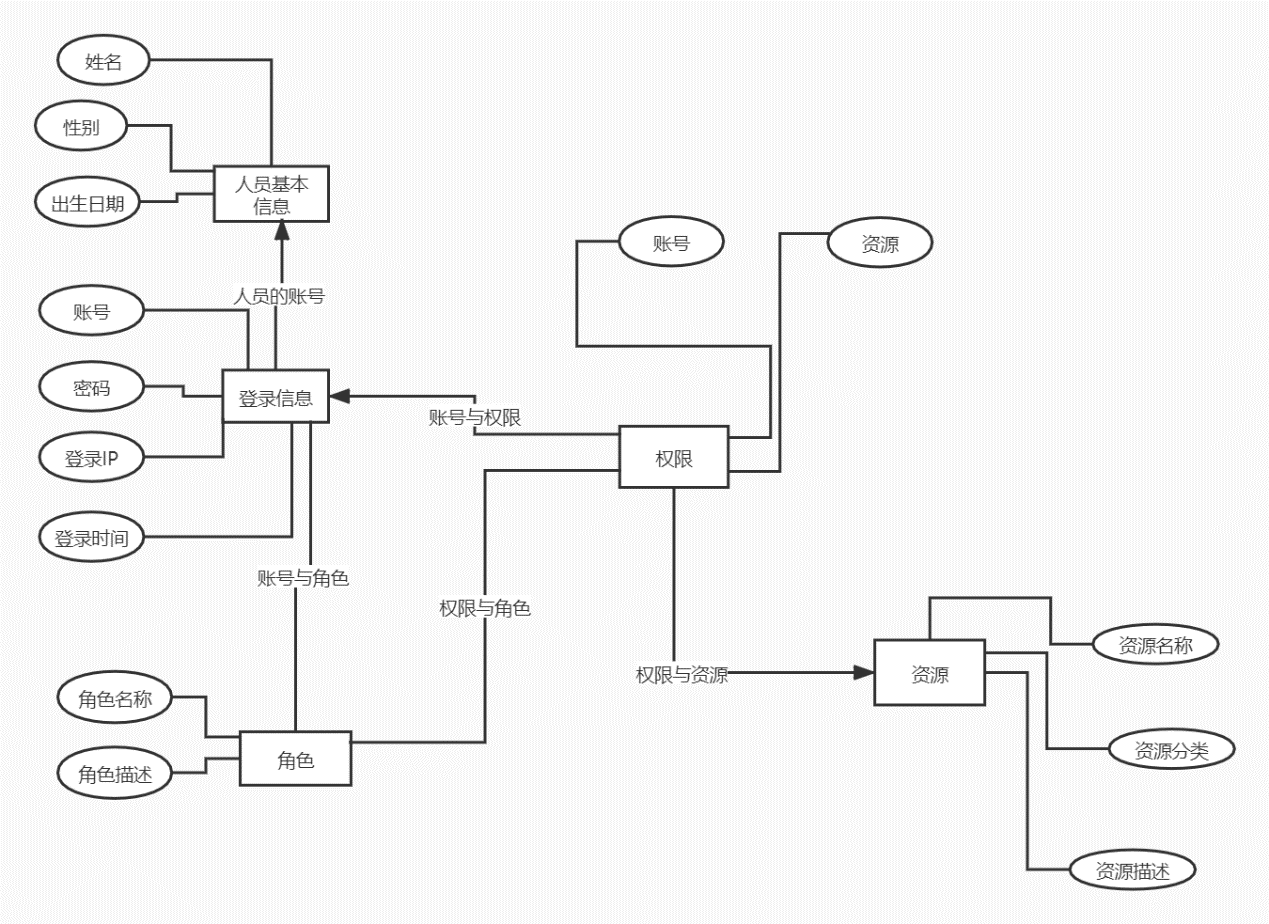 姓名
性别
人员基本
信息
出生日期
账号
资源
人员的账号
账号
密码
登录信息
账号与权限
登录IP
权限
登录时间
账号与角色
权限与角色
资源名称
权限与资源
资源
角色名称
资源分类
角色
角色描述
资源描述